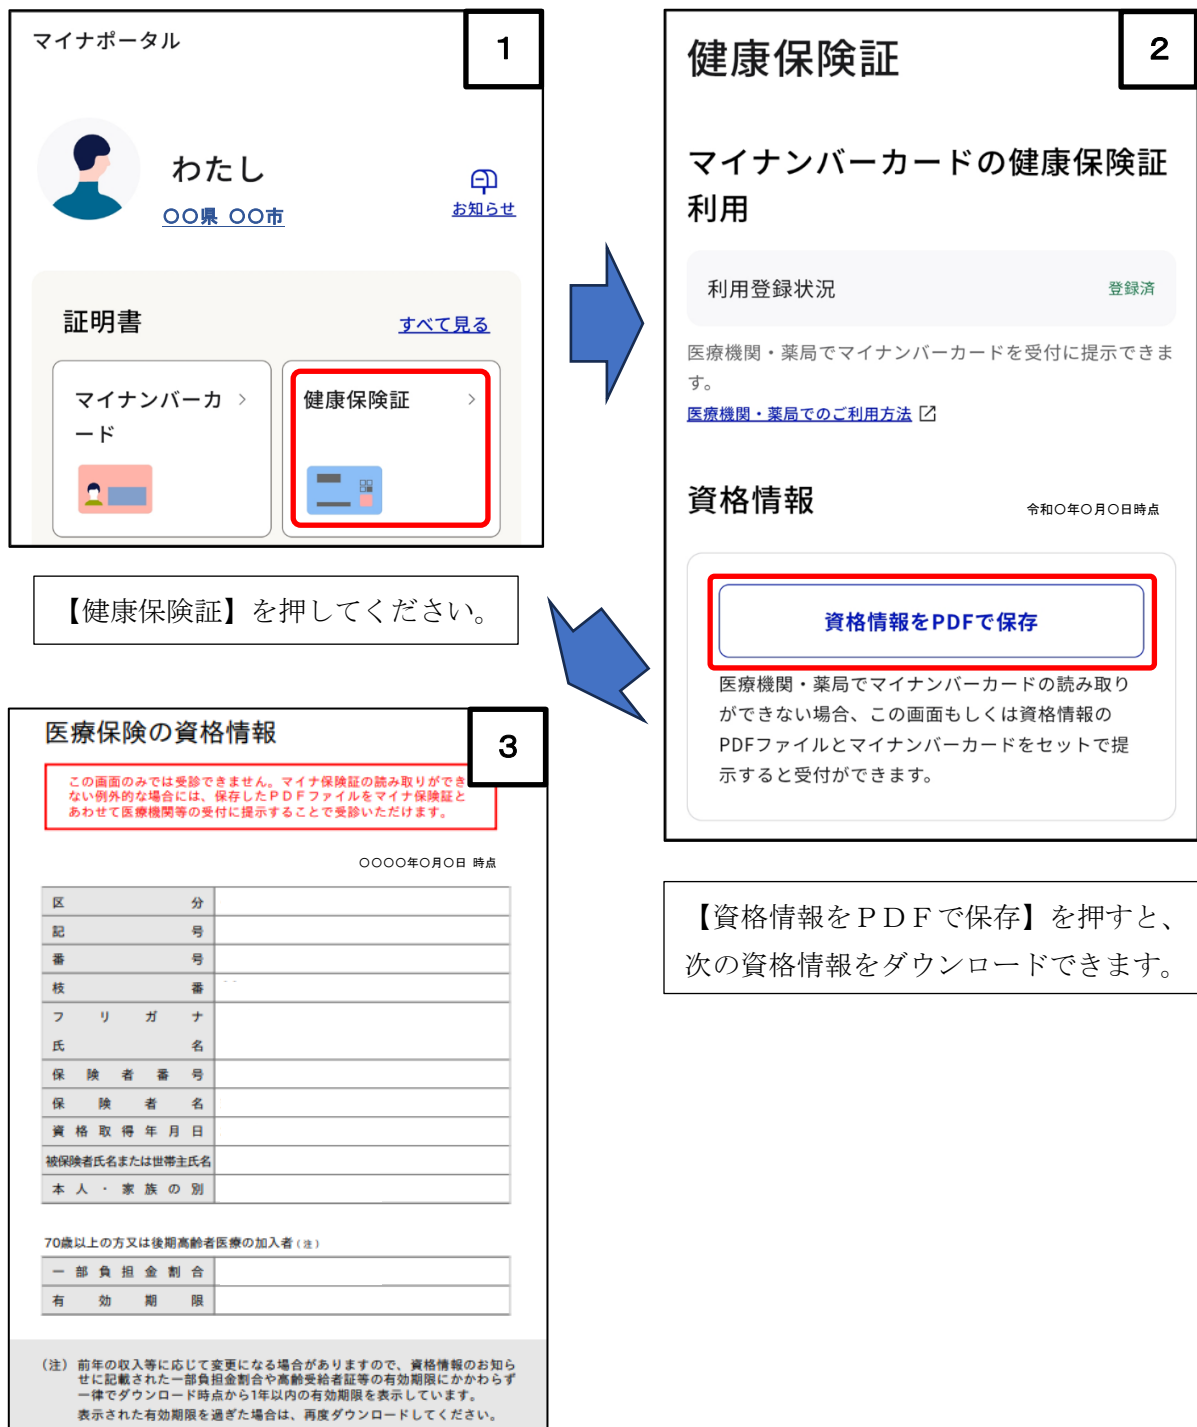 マイナポータル
1
わたし
〇〇県 〇〇市
お知らせ
証明書
すべて見る
マイナンバーカ
ード
健康保険証
【健康保険証】を押してください。
2
健康保険証
マイナンバーカードの健康保険証
利用
利用登録状況
登録済
医療機関・薬局でマイナンバーカードを受付に提示できま
す。
医療機関・薬局でのご利用方法
資格情報
令和〇年〇月〇日時点
資格情報をPDFで保存
医療機関・薬局でマイナンバーカードの読み取り
ができない場合、この画面もしくは資格情報の
PDFファイルとマイナンバーカードをセットで提
示すると受付ができます。
【資格情報をＰＤＦで保存】を押すと、
次の資格情報をダウンロードできます。
3
医療保険の資格情報
この画面のみでは受診できません。マイナ保険証の読み取りができ
ない例外的な場合には、保存したＰＤＦファイルをマイナ保険証と
あわせて医療機関等の受付に提示することで受診いただけます。
〇〇〇〇年〇月〇日 時点
区分
記号
番号
枝番
フリガナ
氏名
保険者番号
保険者名
資格取得年月日
被保険者氏名または世帯主氏名
本人・家族の別
70歳以上の方又は後期高齢者医療の加入者（注）
一部負担金割合
有効期限
（注） 前年の収入等に応じて変更になる場合がありますので、資格情報のお知ら
せに記載された一部負担金割合や高齢受給者証等の有効期限にかかわらず
一律でダウンロード時点から1年以内の有効期限を表示しています。
表示された有効期限を過ぎた場合は、再度ダウンロードしてください。